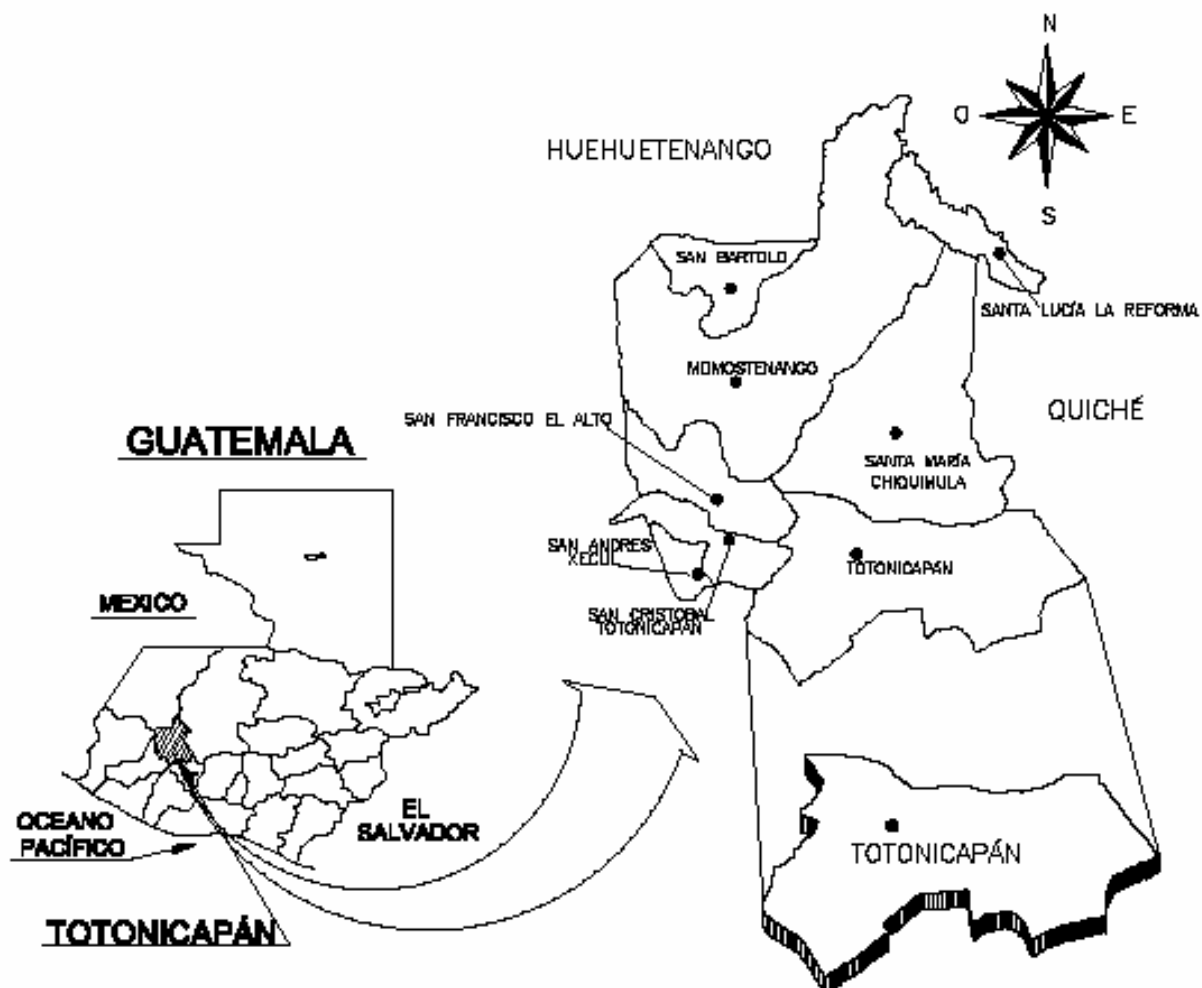 N
O
E
S
HUEHUETENANGO
SAN BARTOLO
SANTA LUCÍA LA REFORMA
MOMOSTENANGO
QUICHÉ
SAN FRANCISCO EL ALTO
SANTA MARÍA
CHIQUIMULA
SAN ANDRES
XECUL
TOTONICAPÁN
SAN CRISTOBAL
TOTONICAPÁN
GUATEMALA
MEXICO
EL
SALVADOR
OCEANO
PACÍFICO
TOTONICAPÁN
TOTONICAPÁN